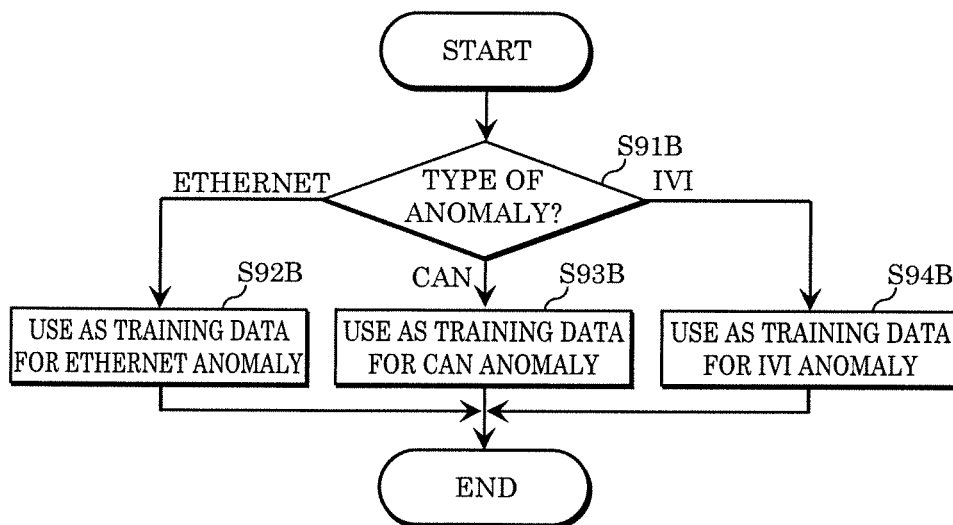 START
S91B
ETHERNET
TYPE OF
ANOMALY?
IVI
CAN
S92B
S93B
S94B
USE AS TRAINING DATA
FOR ETHERNET ANOMALY
USE AS TRAINING DATA
FOR CAN ANOMALY
USE AS TRAINING DATA
FOR IVI ANOMALY
END